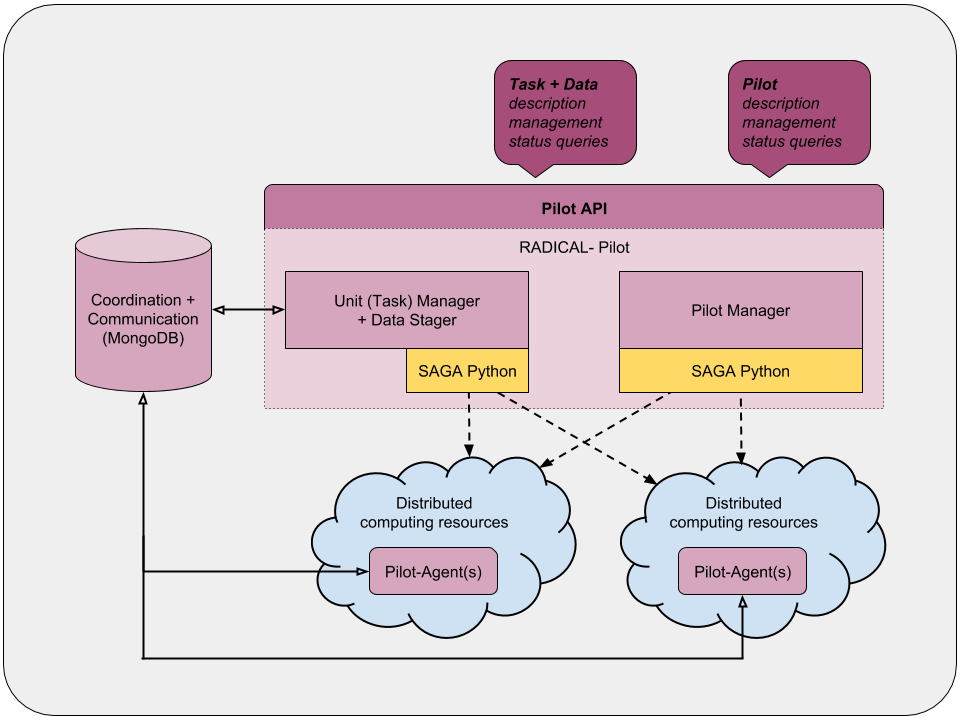 Task + Data
description
management
status queries
Pilot
description
management
status queries
Pilot API
RADICAL- Pilot
Coordination +
Communication
(MongoDB)
Unit (Task) Manager
+ Data Stager
Pilot Manager
SAGA Python
SAGA Python
Distributed
computing resources
Pilot-Agent(s)
Distributed
computing resources
Pilot-Agent(s)